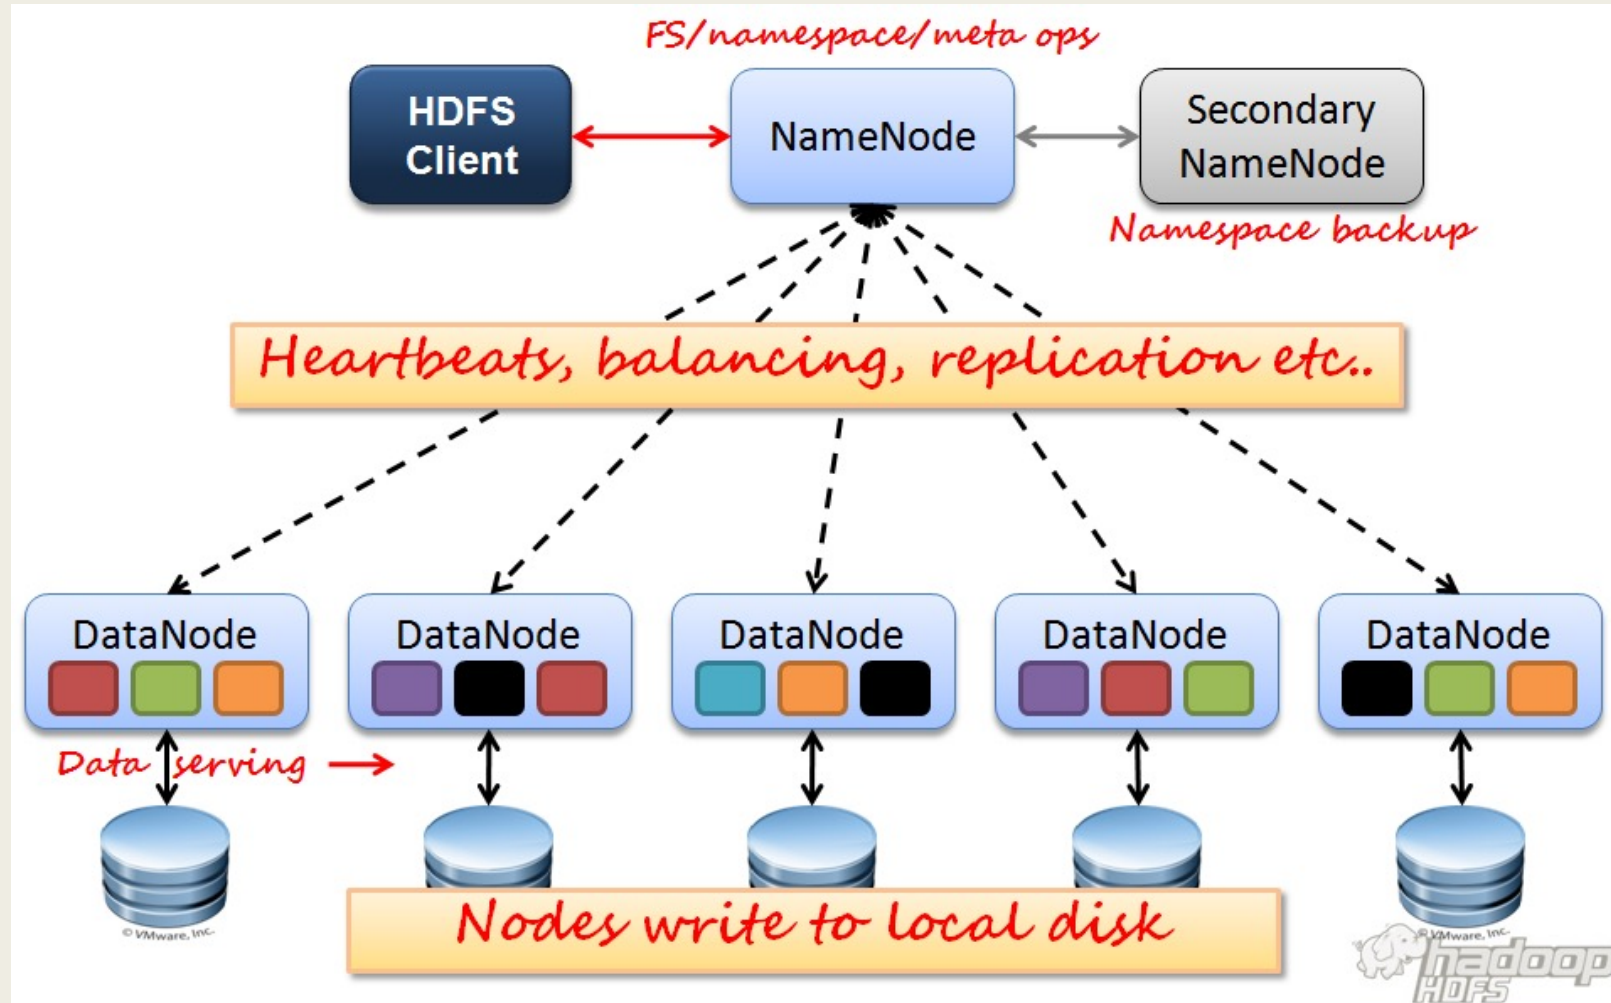 FS/namespace/meta ops
HDFS
Client
NameNode
Secondary
NameNode
Namespace backup
Heartbeats, balancing, replication etc..
DataNode
DataNode
DataNode
DataNode
DataNode
Data serving
© VMware, Inc.
Nodes write to local disk
© VMware, Inc.
hadoop
HDFS